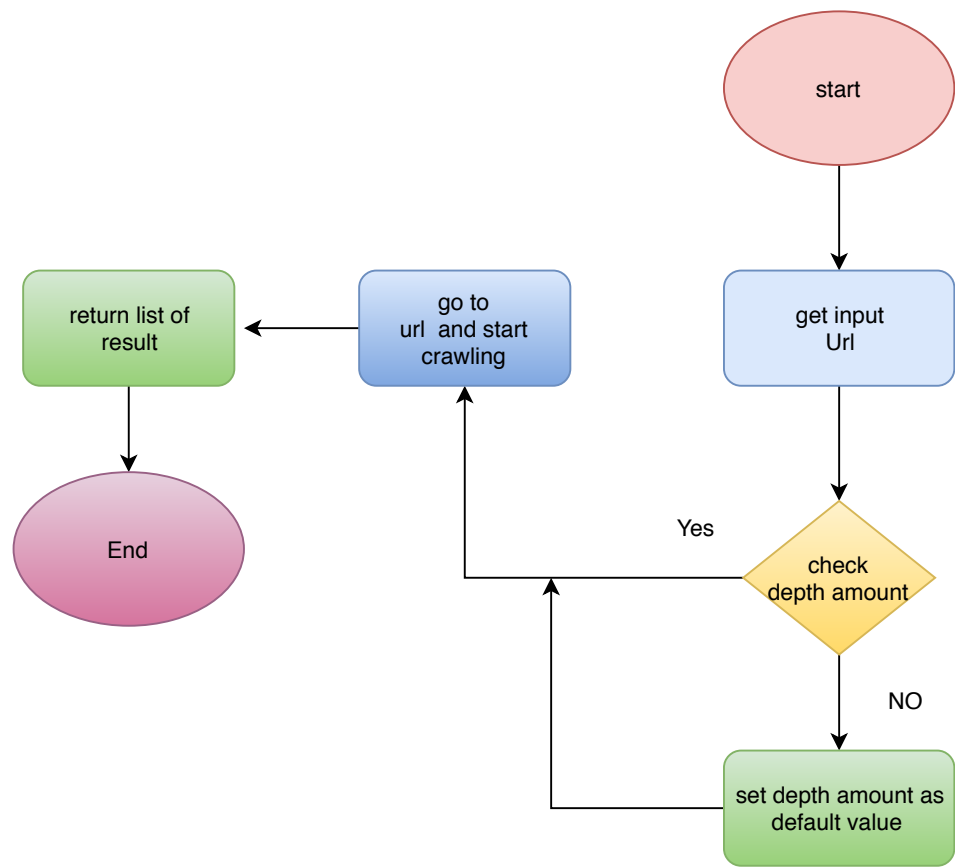 start
get input
Url
check
depth amount
Yes
NO
set depth amount as
default value
go to
url and start
crawling
return list of
result
End